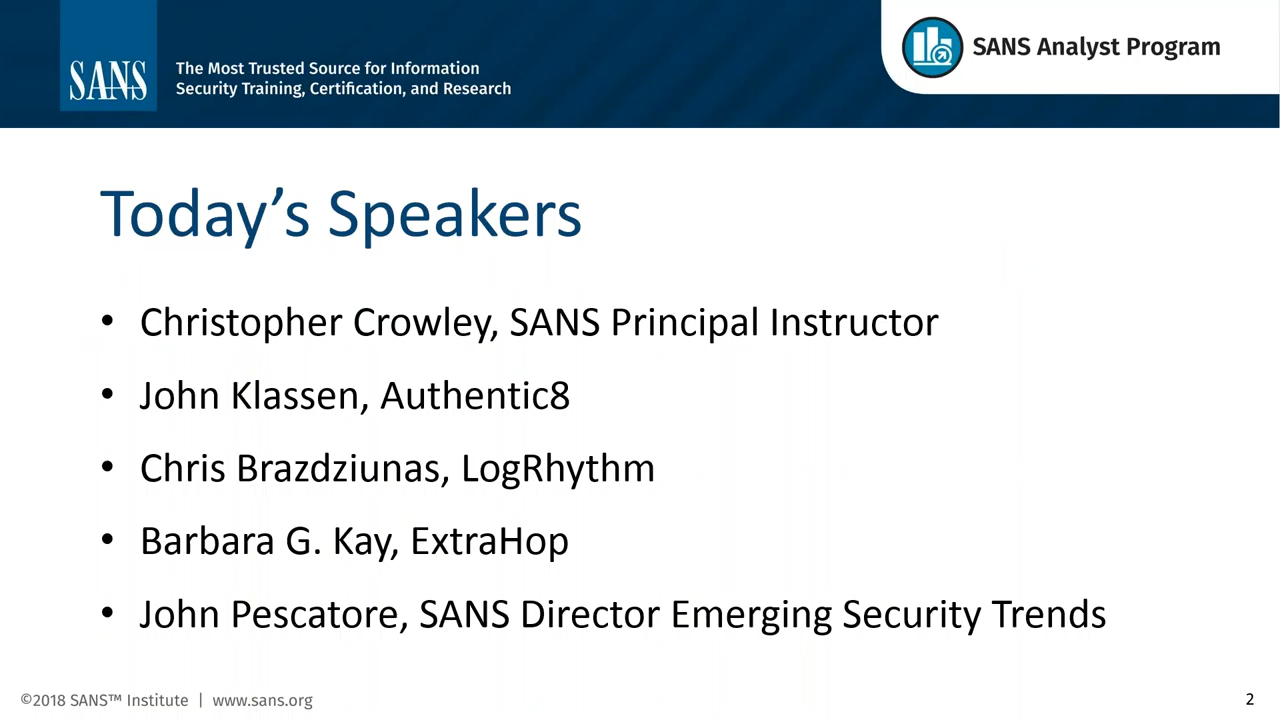 SANS
The Most Trusted Source for Information
Security Training, Certification, and Research
SANS Analyst Program
Today’s Speakers
• Christopher Crowley, SANS Principal Instructor
• John Klassen, Authentic8
• Chris Brazdziunas, LogRhythm
• Barbara G. Kay, ExtraHop
• John Pescatore, SANS Director Emerging Security Trends
©2018 SANS™ Institute | www.sans.org
2